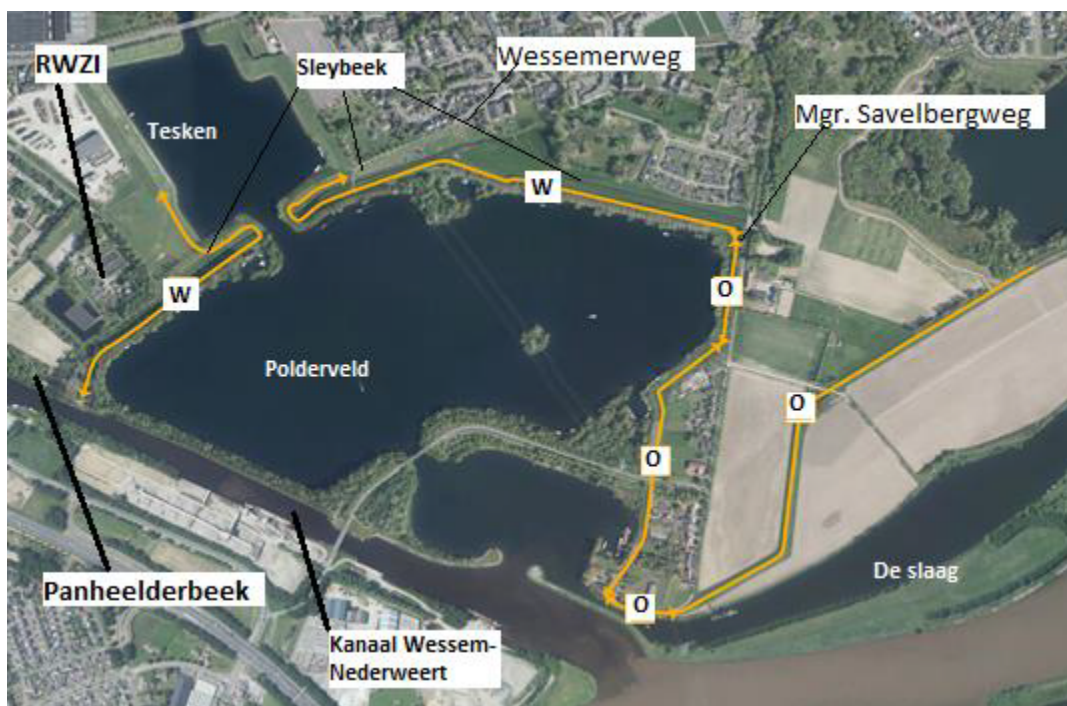 RWZI
Sleybeek
Wessemerweg
Tesken
Mgr. Savelbergweg
W
W
O
Polderveld
O
O
De slaag
Panheelderbeek
O
Kanaal Wessem-
Nederweert